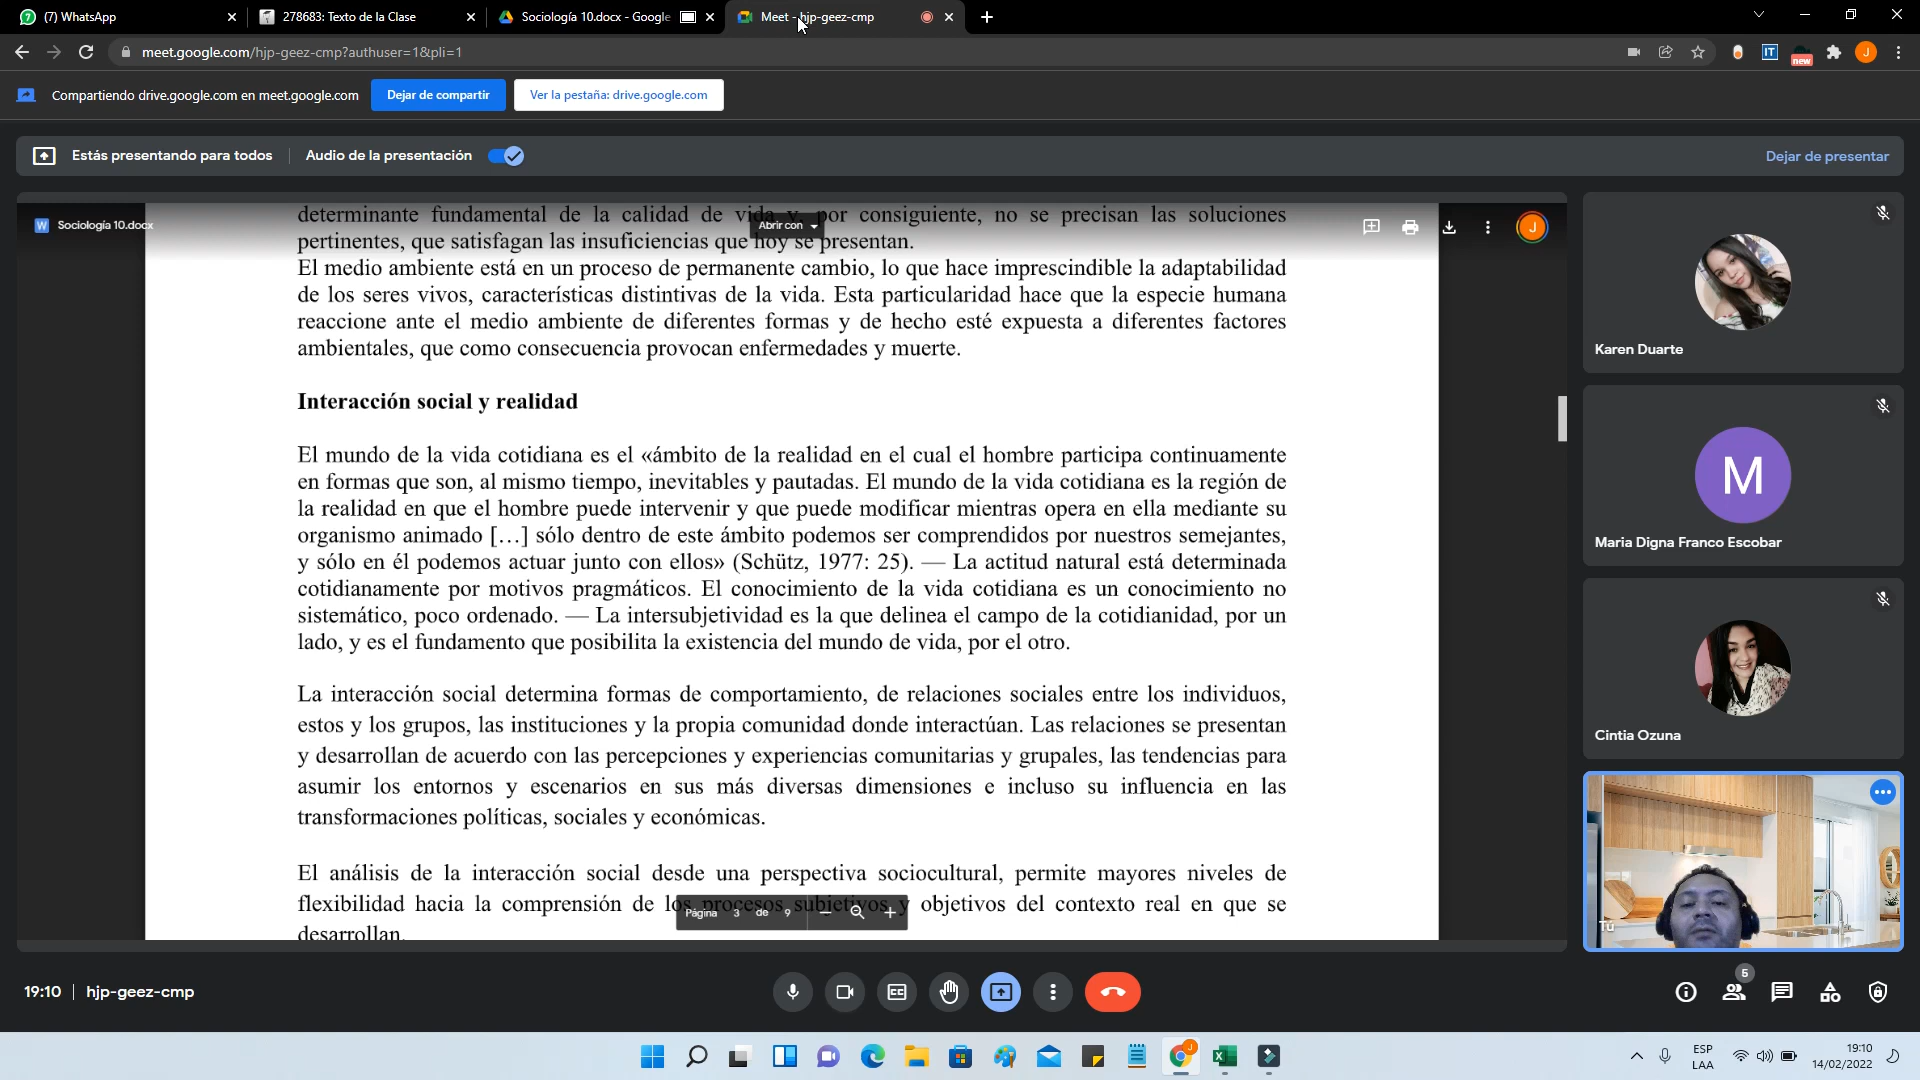 (7) WhatsApp
278683: Texto de la Clase
Sociología 10.docx - Google
Meet - hjp-geez-cmp
meet.google.com/hjp-geez-cmp?authuser=1&pli=1
IT
new
J
Compartiendo drive.google.com en meet.google.com
Dejar de compartir
Ver la pestaña: drive.google.com
Estás presentando para todos
Audio de la presentación
Dejar de presentar
W
Sociología 10.docx
Abrir con
J
determinante fundamental de la calidad de vida y, por consiguiente, no se precisan las soluciones
pertinentes, que satisfagan las insuficiencias que hoy se presentan.
El medio ambiente está en un proceso de permanente cambio, lo que hace imprescindible la adaptabilidad
de los seres vivos, características distintivas de la vida. Esta particularidad hace que la especie humana
reaccione ante el medio ambiente de diferentes formas y de hecho esté expuesta a diferentes factores
ambientales, que como consecuencia provocan enfermedades y muerte.
Interacción social y realidad
El mundo de la vida cotidiana es el «ámbito de la realidad en el cual el hombre participa continuamente
en formas que son, al mismo tiempo, inevitables y pautadas. El mundo de la vida cotidiana es la región de
la realidad en que el hombre puede intervenir y que puede modificar mientras opera en ella mediante su
organismo animado […] sólo dentro de este ámbito podemos ser comprendidos por nuestros semejantes,
y sólo en él podemos actuar junto con ellos» (Schütz, 1977: 25). — La actitud natural está determinada
cotidianamente por motivos pragmáticos. El conocimiento de la vida cotidiana es un conocimiento no
sistemático, poco ordenado. — La intersubjetividad es la que delinea el campo de la cotidianidad, por un
lado, y es el fundamento que posibilita la existencia del mundo de vida, por el otro.
La interacción social determina formas de comportamiento, de relaciones sociales entre los individuos,
estos y los grupos, las instituciones y la propia comunidad donde interactúan. Las relaciones se presentan
y desarrollan de acuerdo con las percepciones y experiencias comunitarias y grupales, las tendencias para
asumir los entornos y escenarios en sus más diversas dimensiones e incluso su influencia en las
transformaciones políticas, sociales y económicas.
El análisis de la interacción social desde una perspectiva sociocultural, permite mayores niveles de
flexibilidad hacia la comprensión de los procesos subjetivos y objetivos del contexto real en que se
desarrollan.
Página 3 de 9
Karen Duarte
M
Maria Digna Franco Escobar
Cintia Ozuna
Tú
19:10 | hjp-geez-cmp
5
J
ESP
LAA
19:10
14/02/2022